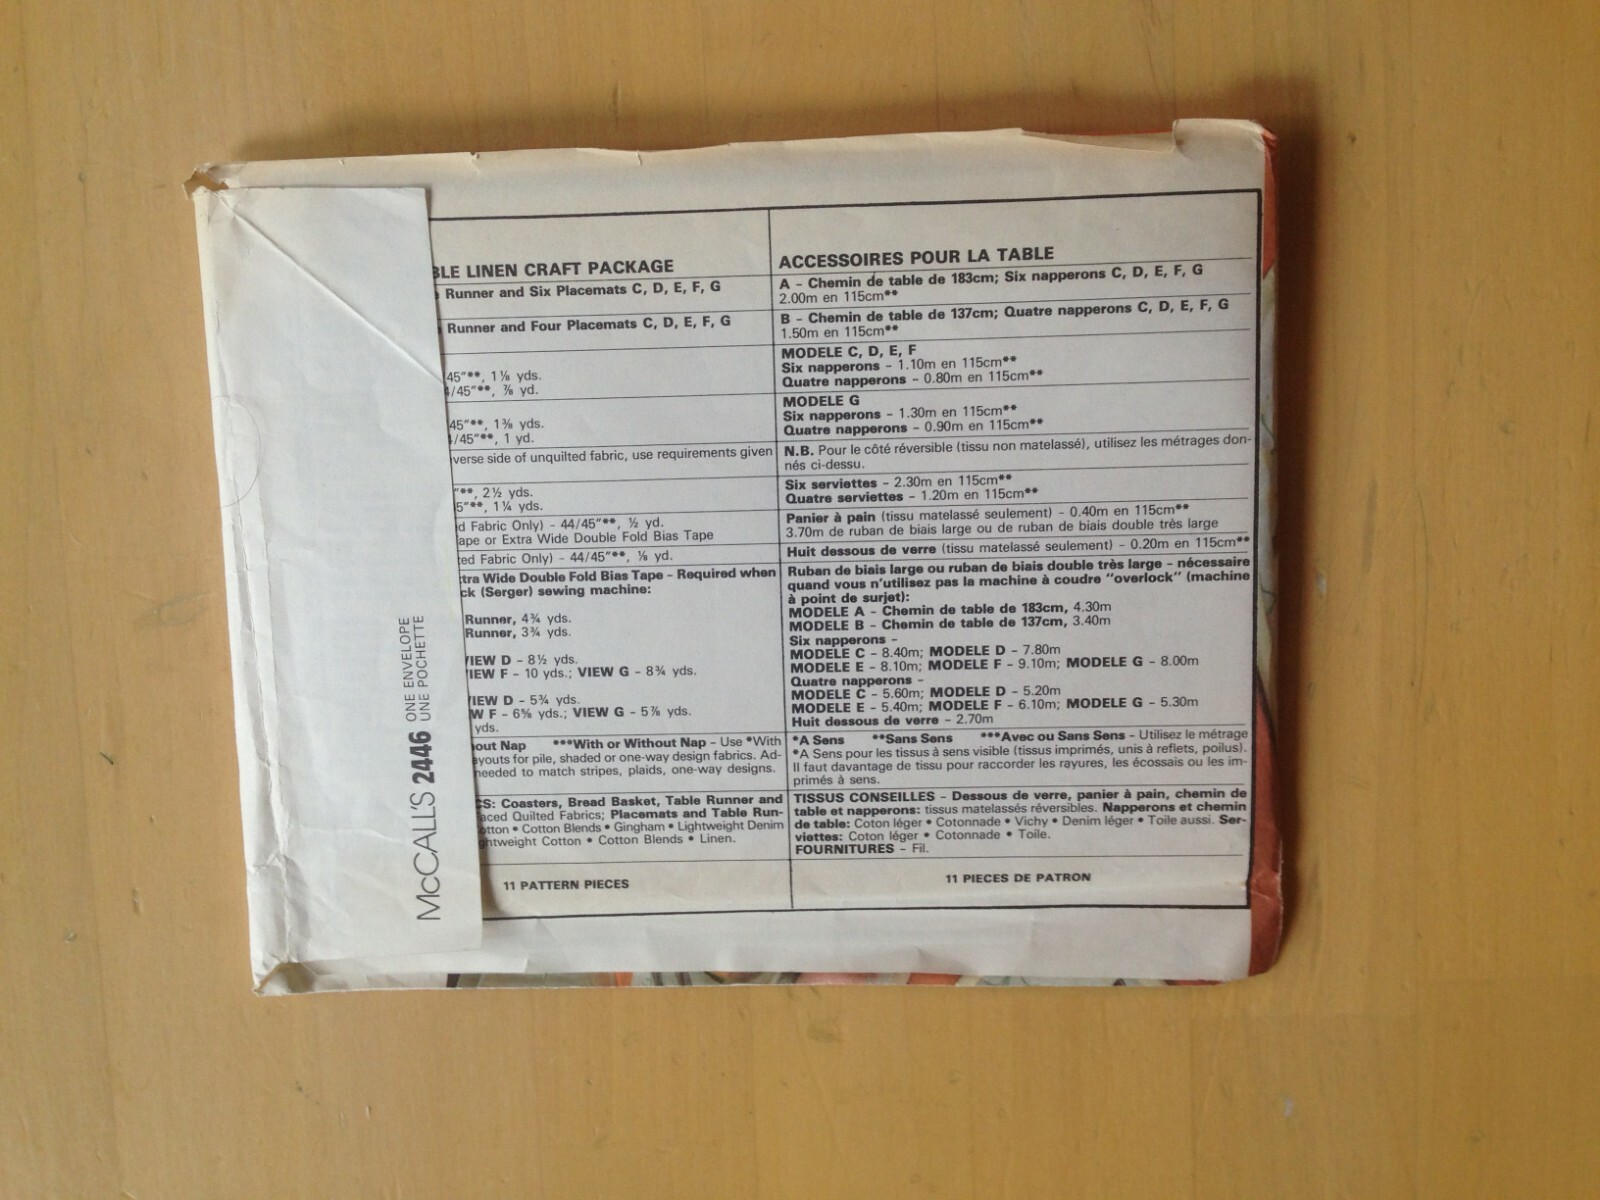 McCALL'S 2446 ONE ENVELOPE
UNE POCHETTE
LINEN CRAFT PACKAGE
Runner and Six Placemats C, D, E, F, G
Runner and Four Placemats C, D, E, F, G
45"**, 1⅛ yds.
/45"**, ⅞ yd.
45"**, 1⅜ yds.
/45"**, 1 yd.
verse side of unquilted fabric, use requirements given
"**, 2½ yds.
5"**, 1¼ yds.
d Fabric Only) - 44/45"**, ½ yd.
ape or Extra Wide Double Fold Bias Tape
ted Fabric Only) - 44/45"**, ⅛ yd.
tra Wide Double Fold Bias Tape - Required when
ck (Serger) sewing machine:
Runner, 4¾ yds.
Runner, 3¾ yds.
IEW D - 8½ yds.
IEW F - 10 yds.; VIEW G - 8¾ yds.
IEW D - 5¾ yds.
W F - 6⅝ yds.; VIEW G - 5⅞ yds.
yds.
out Nap ***With or Without Nap - Use *With
youts for pile, shaded or one-way design fabrics. Ad-
needed to match stripes, plaids, one-way designs.
CS: Coasters, Bread Basket, Table Runner and
aced Quilted Fabrics; Placemats and Table Run-
otton • Cotton Blends • Gingham • Lightweight Denim
ghtweight Cotton • Cotton Blends • Linen.
11 PATTERN PIECES
ACCESSOIRES POUR LA TABLE
A - Chemin de table de 183cm; Six napperons C, D, E, F, G
2.00m en 115cm**
B - Chemin de table de 137cm; Quatre napperons C, D, E, F, G
1.50m en 115cm**
MODELE C, D, E, F
Six napperons - 1.10m en 115cm**
Quatre napperons - 0.80m en 115cm**
MODELE G
Six napperons - 1.30m en 115cm**
Quatre napperons - 0.90m en 115cm**
N.B. Pour le côté réversible (tissu non matelassé), utilisez les métrages don-
nés ci-dessu.
Six serviettes - 2.30m en 115cm**
Quatre serviettes - 1.20m en 115cm**
Panier à pain (tissu matelassé seulement) - 0.40m en 115cm**
3.70m de ruban de biais large ou de ruban de biais double très large
Huit dessous de verre (tissu matelassé seulement) - 0.20m en 115cm**
Ruban de biais large ou ruban de biais double très large - nécessaire
quand vous n'utilisez pas la machine à coudre "overlock" (machine
à point de surjet):
MODELE A - Chemin de table de 183cm, 4.30m
MODELE B - Chemin de table de 137cm, 3.40m
Six napperons -
MODELE C - 8.40m; MODELE D - 7.80m
MODELE E - 8.10m; MODELE F - 9.10m; MODELE G - 8.00m
Quatre napperons -
MODELE C - 5.60m; MODELE D - 5.20m
MODELE E - 5.40m; MODELE F - 6.10m; MODELE G - 5.30m
Huit dessous de verre - 2.70m
*A Sens **Sans Sens ***Avec ou Sans Sens - Utilisez le métrage
*A Sens pour les tissus à sens visible (tissus imprimés, unis à reflets, poilus).
Il faut davantage de tissu pour raccorder les rayures, les écossais ou les im-
primés à sens.
TISSUS CONSEILLES - Dessous de verre, panier à pain, chemin de
table et napperons: tissus matelassés réversibles. Napperons et chemin
de table: Coton léger • Cotonnade • Vichy • Denim léger • Toile aussi. Ser-
viettes: Coton léger • Cotonnade • Toile.
FOURNITURES - Fil.
11 PIECES DE PATRON